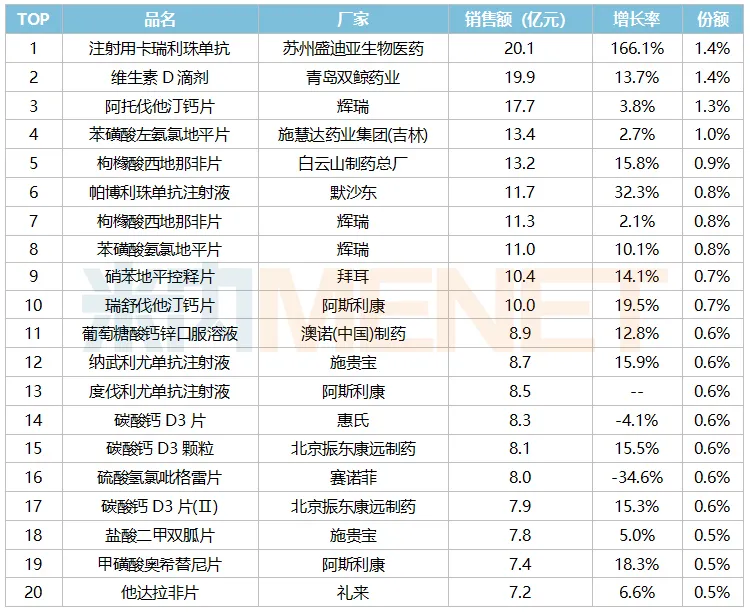 TOP 品名 厂家 销售额（亿元） 增长率 份额
1 注射用卡瑞利珠单抗 苏州盛迪亚生物医药 20.1 166.1% 1.4%
2 维生素 D 滴剂 青岛双鲸药业 19.9 13.7% 1.4%
3 阿托伐他汀钙片 辉瑞 17.7 3.8% 1.3%
4 苯磺酸左氨氯地平片 施慧达药业集团(吉林) 13.4 2.7% 1.0%
5 枸橼酸西地那非片 白云山制药总厂 13.2 15.8% 0.9%
6 帕博利珠单抗注射液 默沙东 11.7 32.3% 0.8%
7 枸橼酸西地那非片 辉瑞 11.3 2.1% 0.8%
8 苯磺酸氨氯地平片 辉瑞 11.0 10.1% 0.8%
9 硝苯地平控释片 拜耳 10.4 14.1% 0.7%
10 瑞舒伐他汀钙片 阿斯利康 10.0 19.5% 0.7%
11 葡萄糖酸钙锌口服溶液 澳诺(中国)制药 8.9 12.8% 0.6%
12 纳武利尤单抗注射液 施贵宝 8.7 15.9% 0.6%
13 度伐利尤单抗注射液 阿斯利康 8.5 -- 0.6%
14 碳酸钙 D3 片 惠氏 8.3 -4.1% 0.6%
15 碳酸钙 D3 颗粒 北京振东康远制药 8.1 15.5% 0.6%
16 硫酸氢氯吡格雷片 赛诺菲 8.0 -34.6% 0.6%
17 碳酸钙 D3 片(Ⅱ) 北京振东康远制药 7.9 15.3% 0.6%
18 盐酸二甲双胍片 施贵宝 7.8 5.0% 0.5%
19 甲磺酸奥希替尼片 阿斯利康 7.4 18.3% 0.5%
20 他达拉非片 礼来 7.2 6.6% 0.5%
米内MENET